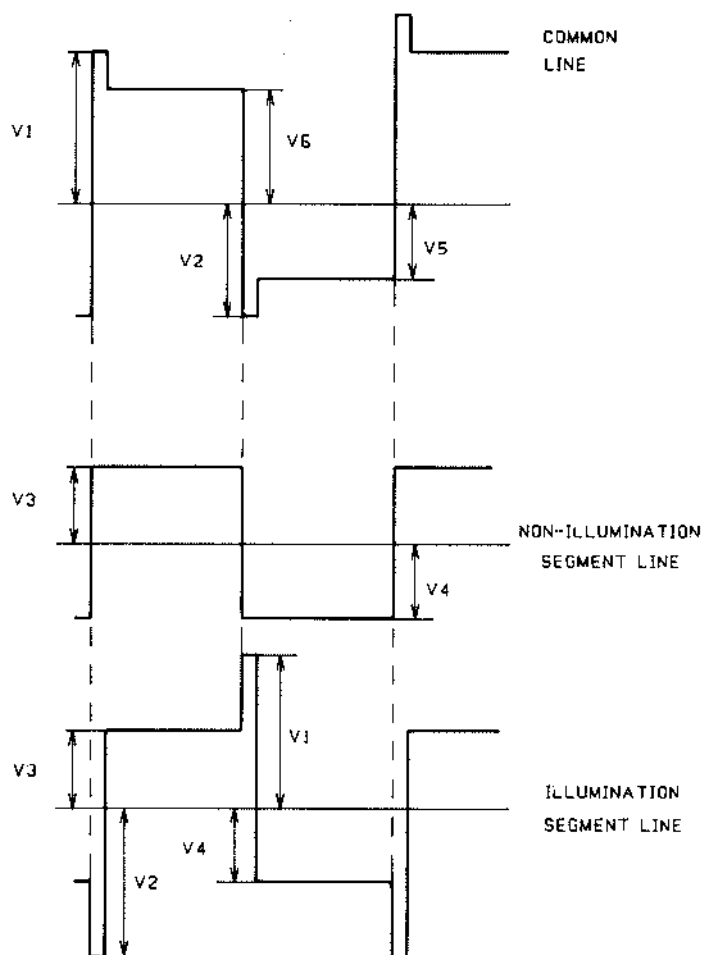 COMMON
LINE
V1
V6
V2
V5
V3
NON-ILLUMINATION
SEGMENT LINE
V4
V1
V3
ILLUMINATION
SEGMENT LINE
V4
V2